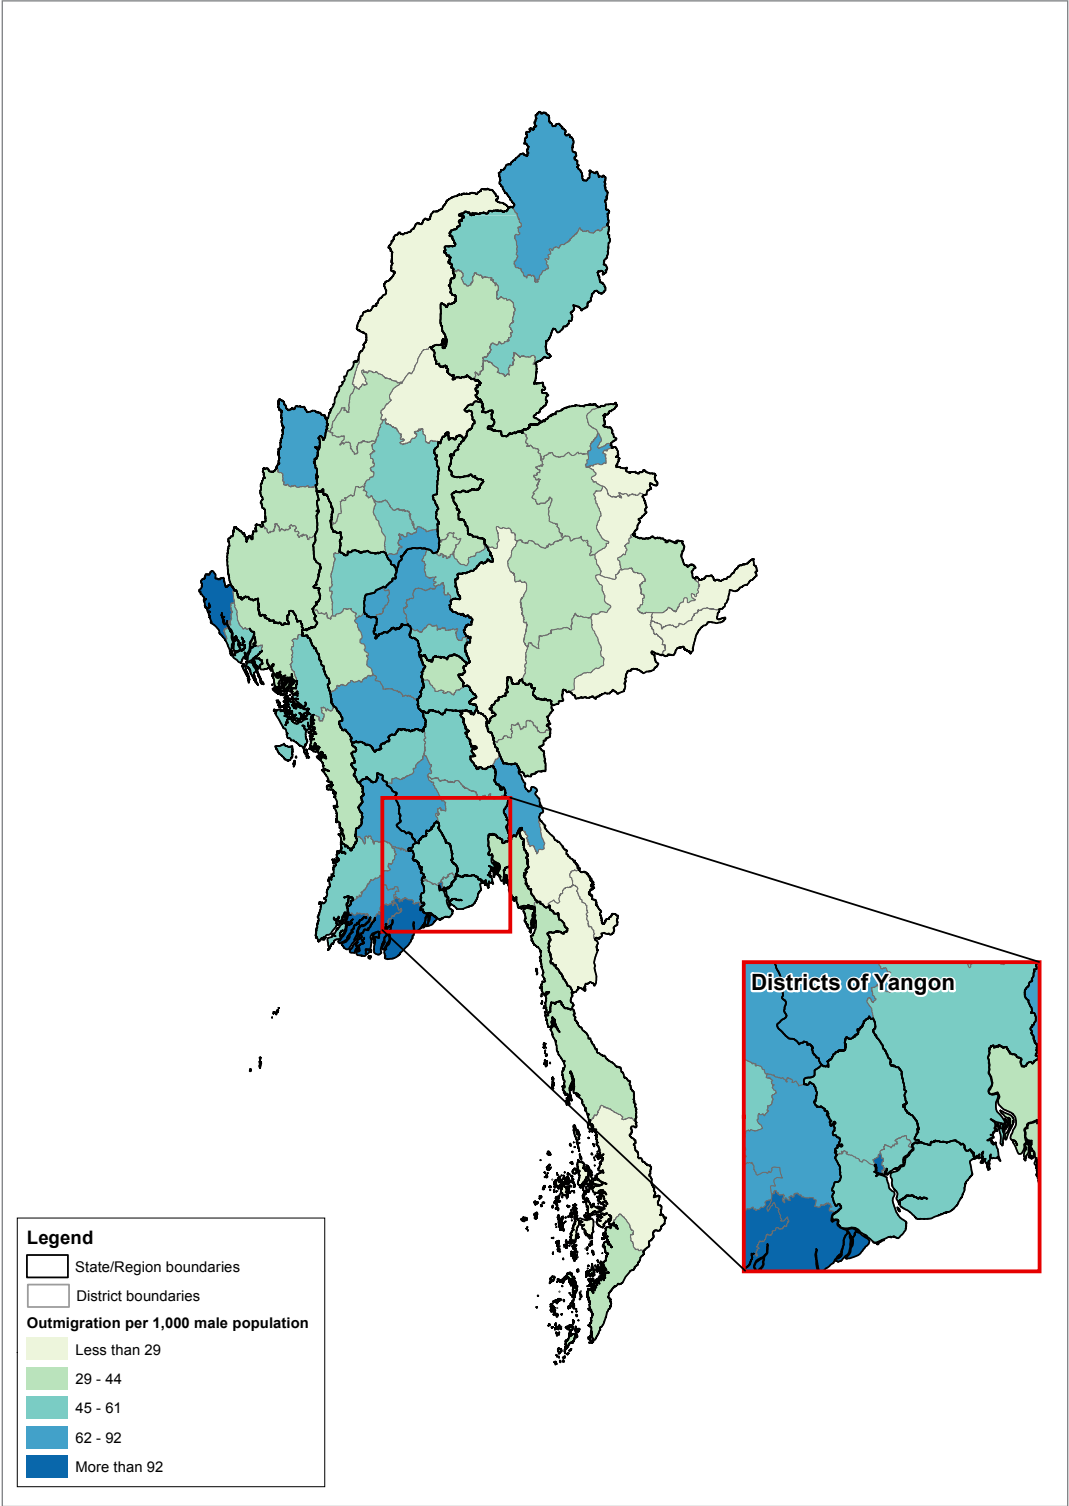 Districts of Yangon
Legend
State/Region boundaries
District boundaries
Outmigration per 1,000 male population
Less than 29
29 - 44
45 - 61
62 - 92
More than 92